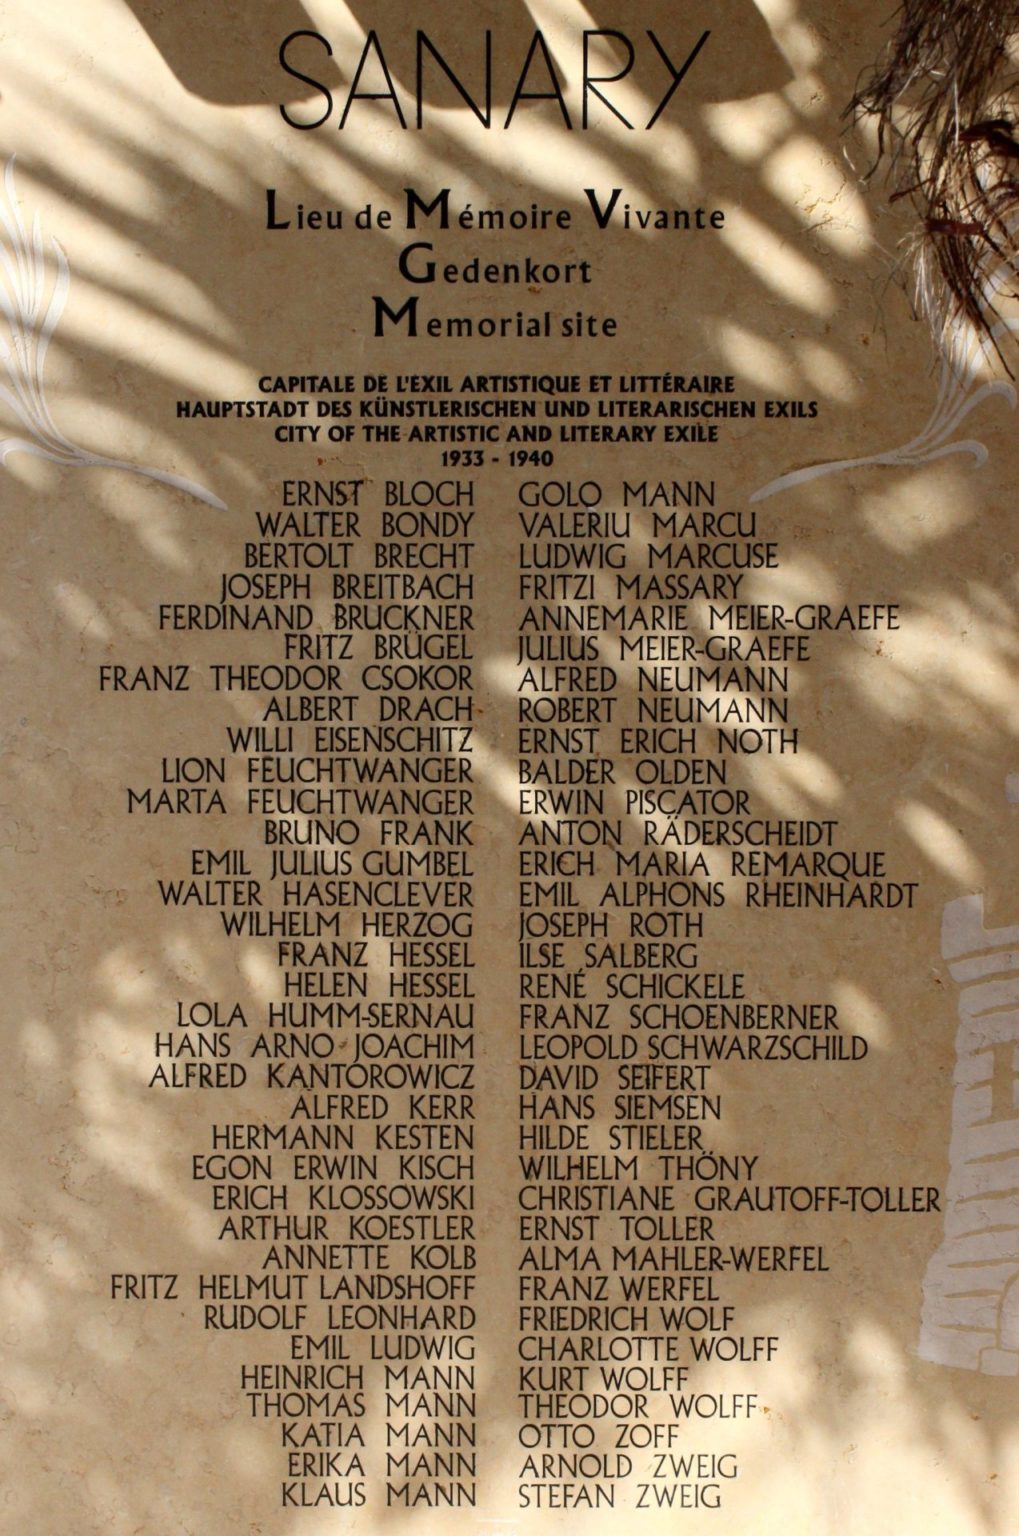 SANARY
Lieu de Mémoire Vivante
Gedenkort
Memorial site
CAPITALE DE L'EXIL ARTISTIQUE ET LITTÉRAIRE
HAUPTSTADT DES KÜNSTLERISCHEN UND LITERARISCHEN EXILS
CITY OF THE ARTISTIC AND LITERARY EXILE
1933 - 1940
ERNST BLOCH
WALTER BONDY
BERTOLT BRECHT
JOSEPH BREITBACH
FERDINAND BRUCKNER
FRITZ BRÜGEL
FRANZ THEODOR CSOKOR
ALBERT DRACH
WILLI EISENSCHITZ
LION FEUCHTWANGER
MARTA FEUCHTWANGER
BRUNO FRANK
EMIL JULIUS GUMBEL
WALTER HASENCLEVER
WILHELM HERZOG
FRANZ HESSEL
HELEN HESSEL
LOLA HUMM-SERNAU
HANS ARNO JOACHIM
ALFRED KANTOROWICZ
ALFRED KERR
HERMANN KESTEN
EGON ERWIN KISCH
ERICH KLOSSOWSKI
ARTHUR KOESTLER
ANNETTE KOLB
FRITZ HELMUT LANDSHOFF
RUDOLF LEONHARD
EMIL LUDWIG
HEINRICH MANN
THOMAS MANN
KATIA MANN
ERIKA MANN
KLAUS MANN
GOLO MANN
VALERIU MARCU
LUDWIG MARCUSE
FRITZI MASSARY
ANNEMARIE MEIER-GRAEFE
JULIUS MEIER-GRAEFE
ALFRED NEUMANN
ROBERT NEUMANN
ERNST ERICH NOTH
BALDER OLDEN
ERWIN PISCATOR
ANTON RÄDERSCHEIDT
ERICH MARIA REMARQUE
EMIL ALPHONS RHEINHARDT
JOSEPH ROTH
ILSE SALBERG
RENÉ SCHICKELE
FRANZ SCHOENBERNER
LEOPOLD SCHWARZSCHILD
DAVID SEIFERT
HANS SIEMSEN
HILDE STIELER
WILHELM THÖNY
CHRISTIANE GRAUTOFF-TOLLER
ERNST TOLLER
ALMA MAHLER-WERFEL
FRANZ WERFEL
FRIEDRICH WOLF
CHARLOTTE WOLFF
KURT WOLFF
THEODOR WOLFF
OTTO ZOFF
ARNOLD ZWEIG
STEFAN ZWEIG